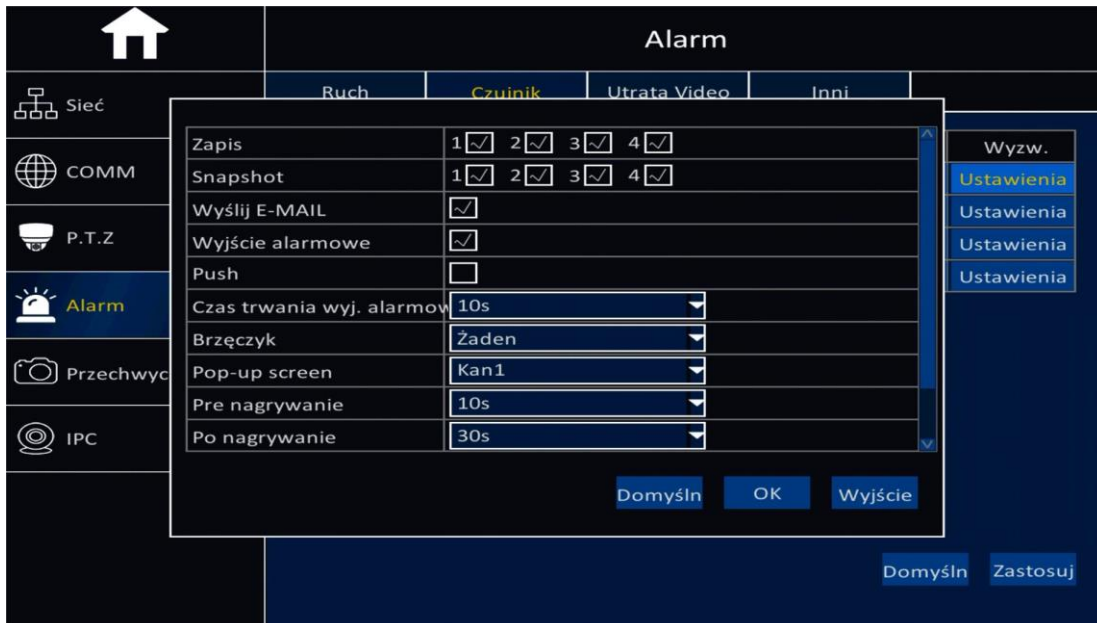 Alarm
Ruch Czujnik Utrata Video Inni
Sieć
COMM
P.T.Z
Alarm
Przechwyc
IPC
Zapis 1 2 3 4
Snapshot 1 2 3 4
Wyślij E-MAIL
Wyjście alarmowe
Push
Czas trwania wyj. alarmow 10s
Brzęczyk Żaden
Pop-up screen Kan1
Pre nagrywanie 10s
Po nagrywanie 30s
Domyśln OK Wyjście
Wyzw.
Ustawienia
Ustawienia
Ustawienia
Ustawienia
Domyśln Zastosuj